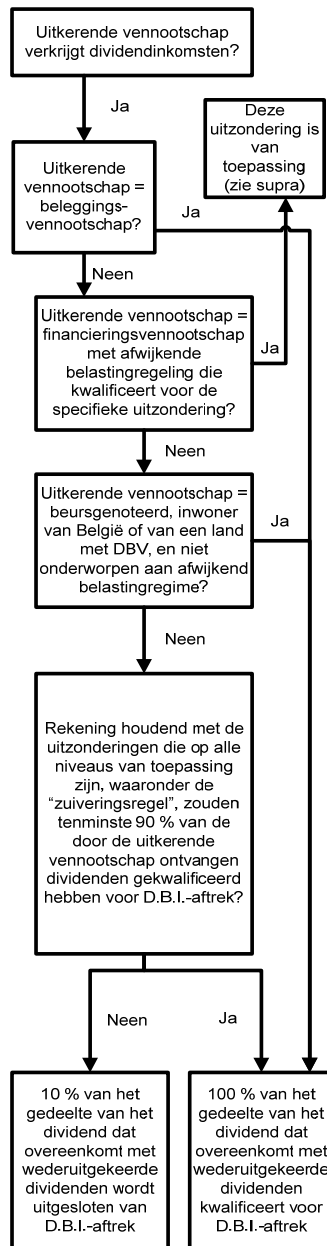 Uitkerende vennootschap
verkrijgt dividendinkomsten?
Ja
Deze
uitzondering is
van
toepassing
(zie supra)
Uitkerende
vennootschap =
beleggings-
vennootschap?
Ja
Neen
Uitkerende vennootschap =
financieringsvennootschap
met afwijkende
belastingregeling die
kwalificeert voor de
specifieke uitzondering?
Ja
Neen
Uitkerende vennootschap =
beursgenoteerd, inwoner
van België of van een land
met DBV, en niet
onderworpen aan afwijkend
belastingregime?
Ja
Neen
Rekening houdend met de
uitzonderingen die op alle
niveaus van toepassing
zijn, waaronder de
“zuiveringsregel”, zouden
tenminste 90 % van de
door de uitkerende
vennootschap ontvangen
dividenden gekwalificeerd
hebben voor D.B.I.-aftrek?
Neen
Ja
10 % van het
gedeelte van het
dividend dat
overeenkomt met
wederuitgekeerde
dividenden wordt
uitgesloten van
D.B.I.-aftrek
100 % van het
gedeelte van het
dividend dat
overeenkomt met
wederuitgekeerde
dividenden
kwalificeert voor
D.B.I.-aftrek